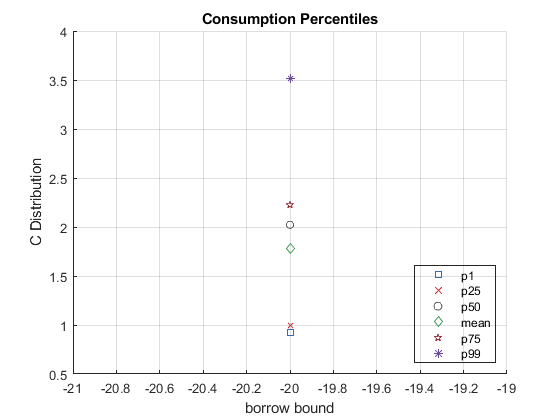 Consumption Percentiles
4
3.5
3
2.5
2
1.5
1
0.5
C Distribution
p1
p25
p50
mean
p75
p99
-21 -20.8 -20.6 -20.4 -20.2 -20 -19.8 -19.6 -19.4 -19.2 -19
borrow bound